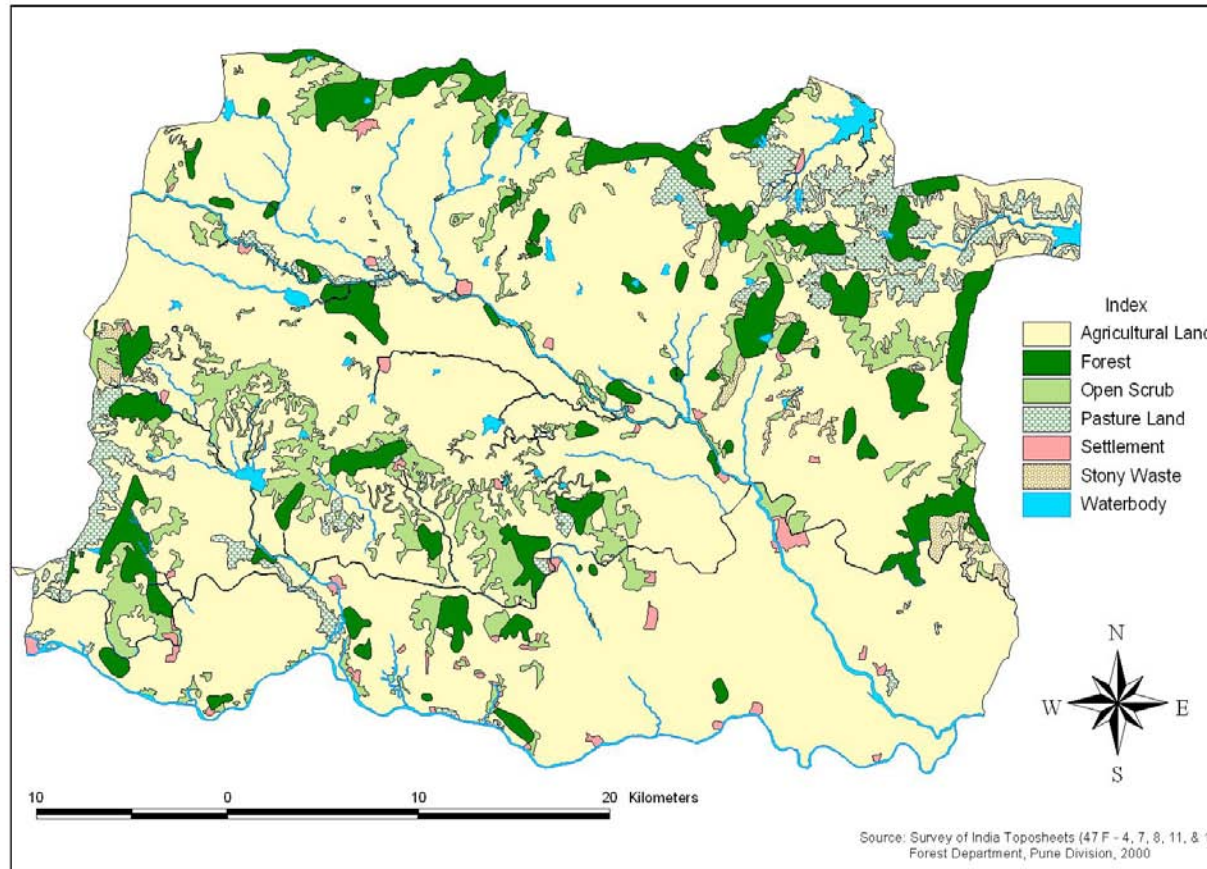 Index
Agricultural Land
Forest
Open Scrub
Pasture Land
Settlement
Stony Waste
Waterbody
N
W E
S
10 0 10 20 Kilometers
Source: Survey of India Toposheets (47 F - 4, 7, 8, 11, & 1
Forest Department, Pune Division, 2000